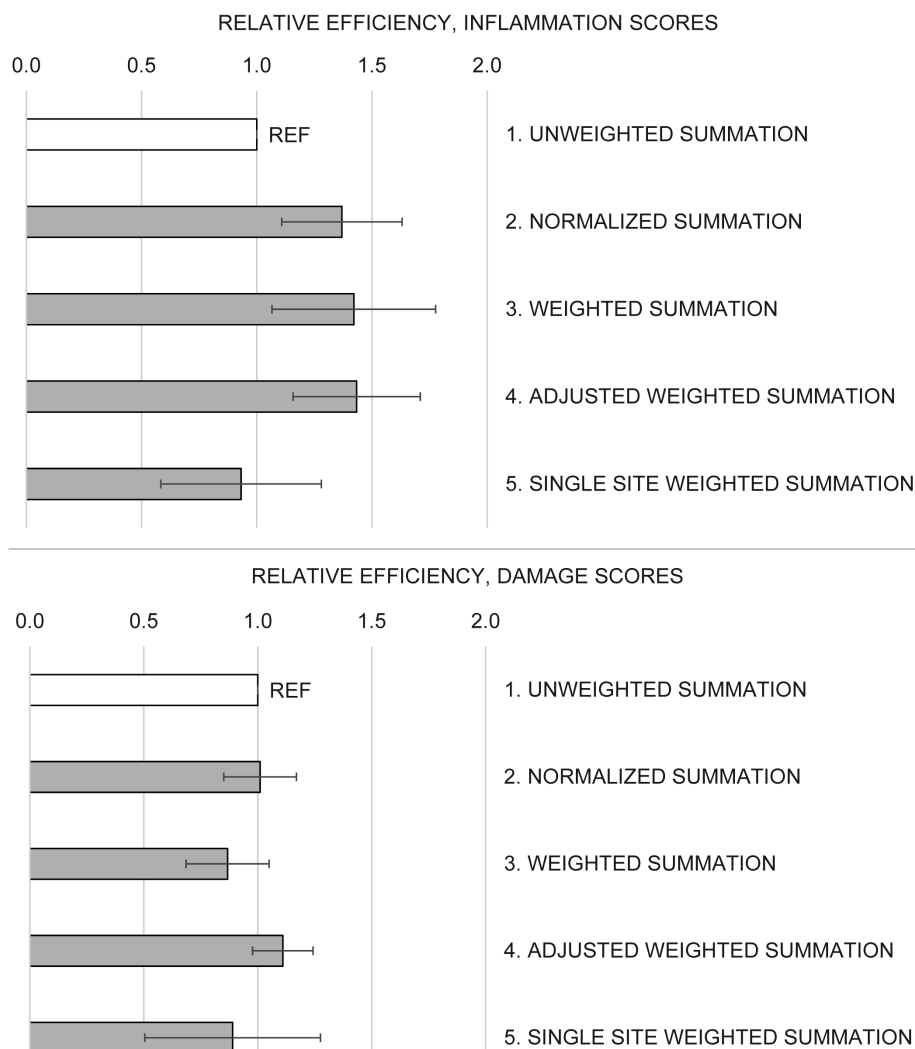 RELATIVE EFFICIENCY, INFLAMMATION SCORES
0.0 0.5 1.0 1.5 2.0
REF 1. UNWEIGHTED SUMMATION
2. NORMALIZED SUMMATION
3. WEIGHTED SUMMATION
4. ADJUSTED WEIGHTED SUMMATION
5. SINGLE SITE WEIGHTED SUMMATION
RELATIVE EFFICIENCY, DAMAGE SCORES
0.0 0.5 1.0 1.5 2.0
REF 1. UNWEIGHTED SUMMATION
2. NORMALIZED SUMMATION
3. WEIGHTED SUMMATION
4. ADJUSTED WEIGHTED SUMMATION
5. SINGLE SITE WEIGHTED SUMMATION